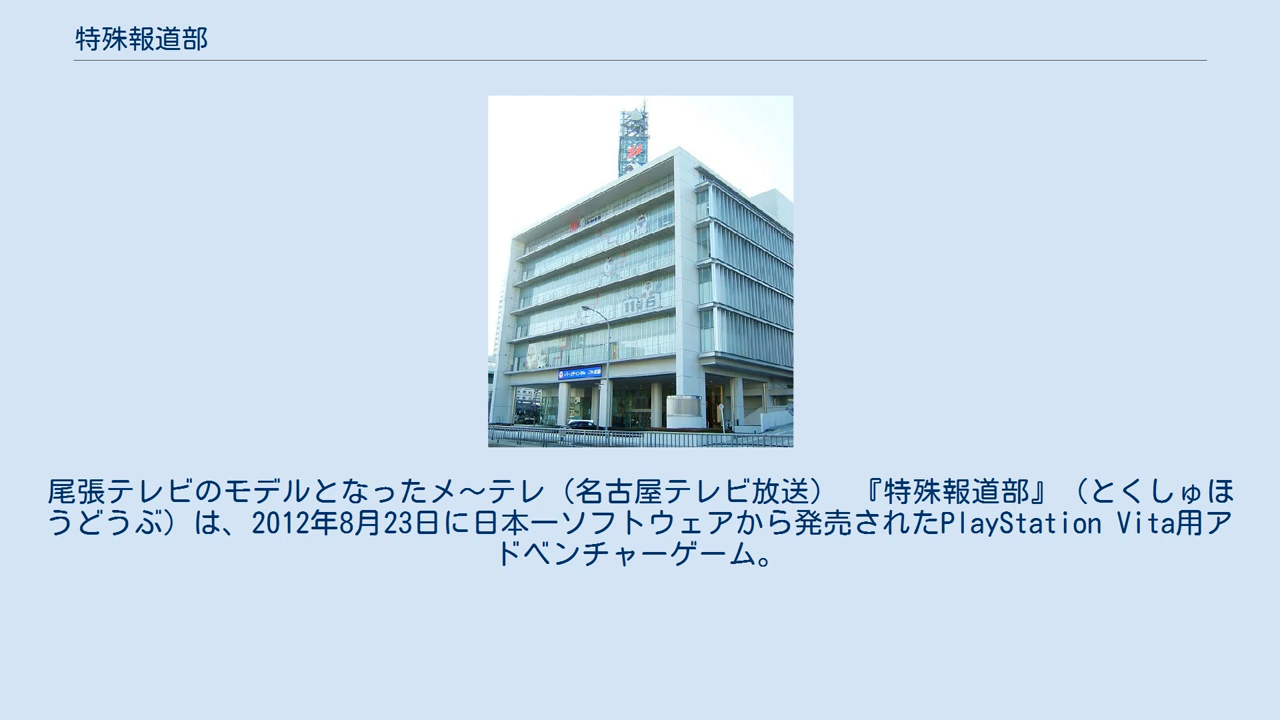 特殊報道部
尾張テレビのモデルとなったメ〜テレ（名古屋テレビ放送） 『特殊報道部』（とくしゅほ
うどうぶ）は、2012年8月23日に日本一ソフトウェアから発売されたPlayStation Vita用ア
ドベンチャーゲーム。